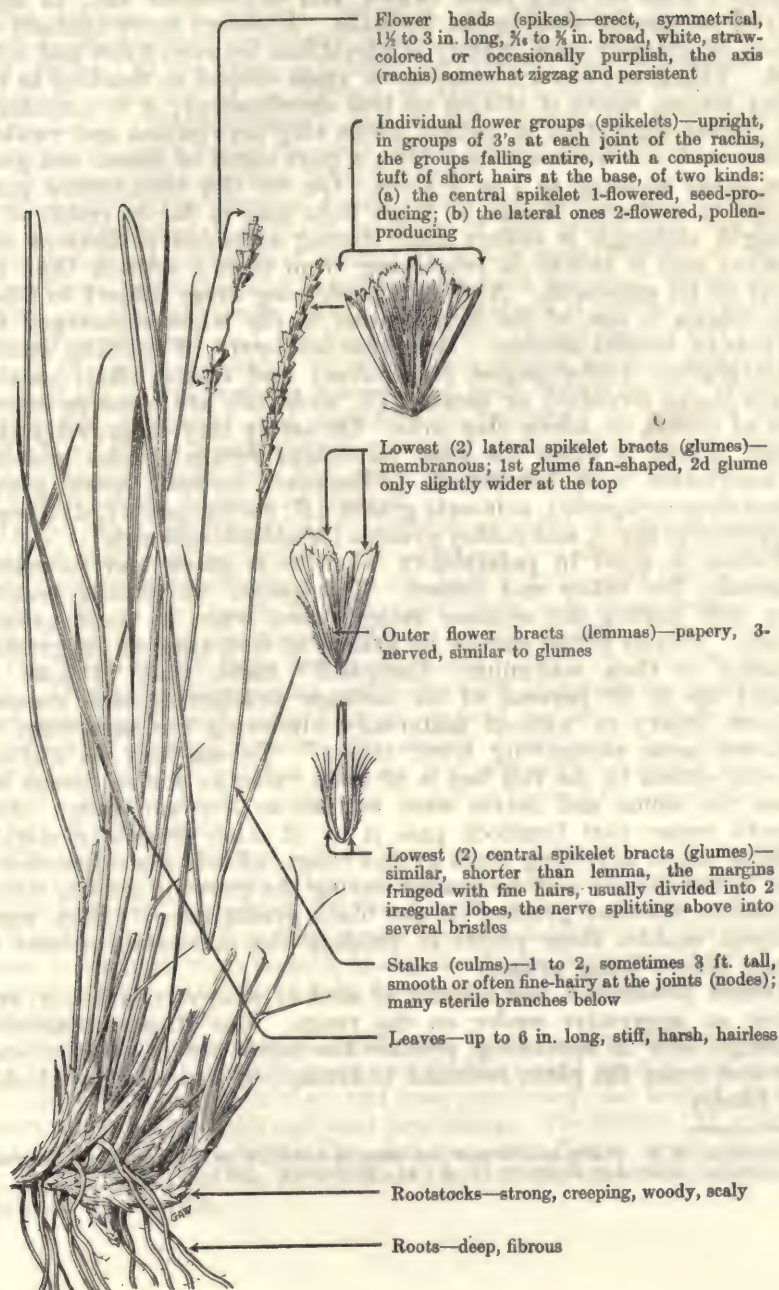 Flower heads (spikes)—erect, symmetrical,
1½ to 3 in. long, 3/16 to 3/8 in. broad, white, straw-
colored or occasionally purplish, the axis
(rachis) somewhat zigzag and persistent
Individual flower groups (spikelets)—upright,
in groups of 3's at each joint of the rachis,
the groups falling entire, with a conspicuous
tuft of short hairs at the base, of two kinds:
(a) the central spikelet 1-flowered, seed-pro-
ducing; (b) the lateral ones 2-flowered, pollen-
producing
Lowest (2) lateral spikelet bracts (glumes)—
membranous; 1st glume fan-shaped, 2d glume
only slightly wider at the top
Outer flower bracts (lemmas)—papery, 3-
nerved, similar to glumes
Lowest (2) central spikelet bracts (glumes)—
similar, shorter than lemma, the margins
fringed with fine hairs, usually divided into 2
irregular lobes, the nerve splitting above into
several bristles
Stalks (culms)—1 to 2, sometimes 3 ft. tall,
smooth or often fine-hairy at the joints (nodes);
many sterile branches below
Leaves—up to 6 in. long, stiff, harsh, hairless
Rootstocks—strong, creeping, woody, scaly
GAW
Roots—deep, fibrous